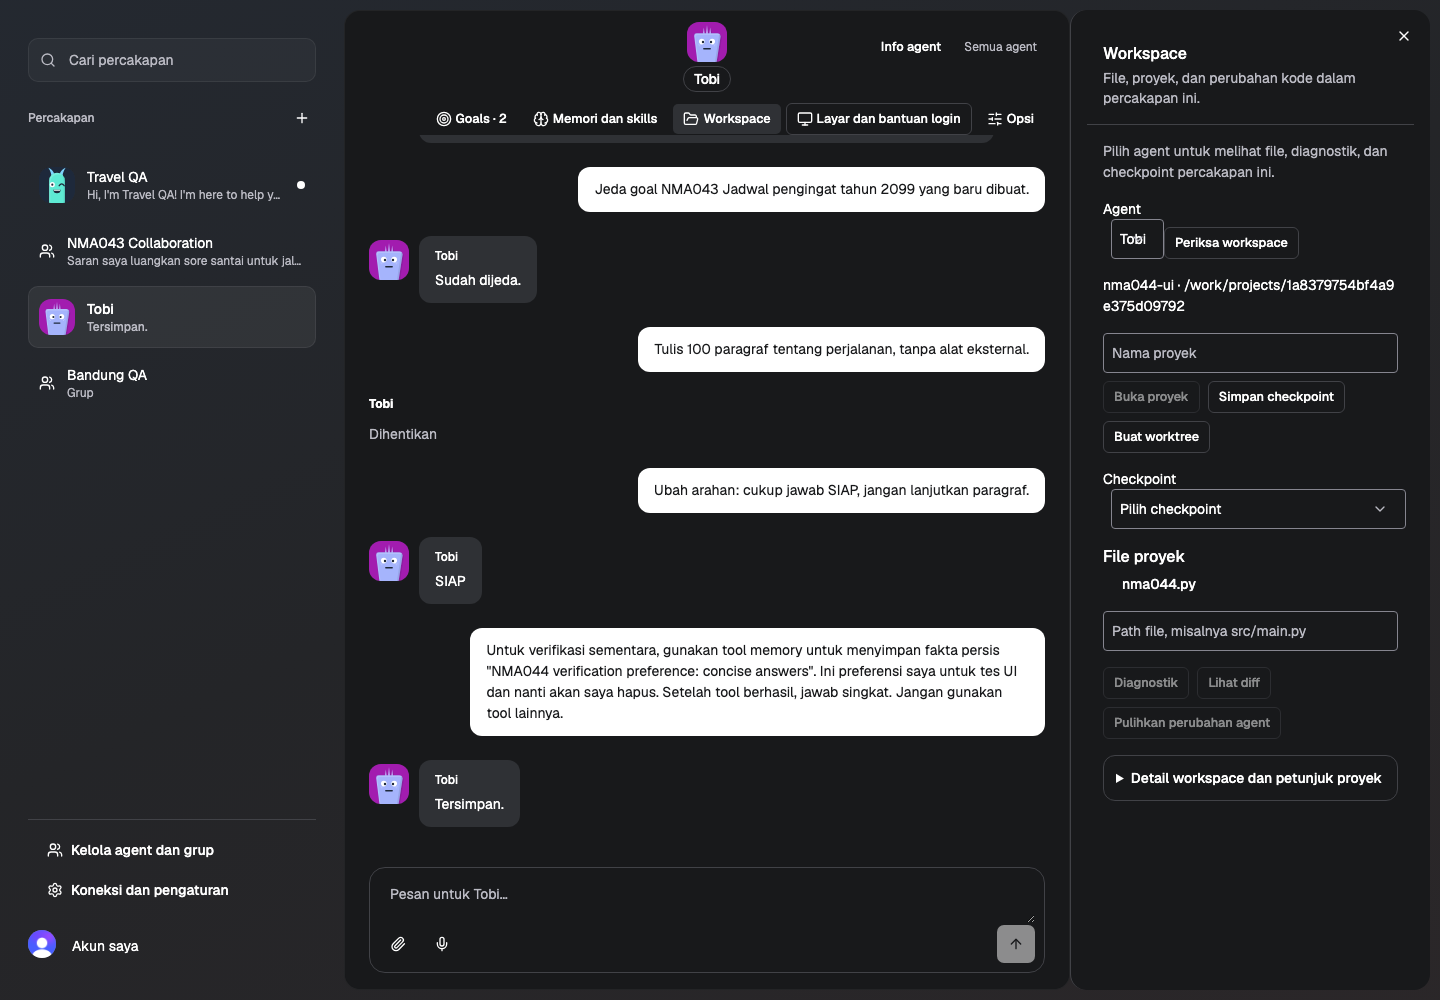 Cari percakapan
Percakapan
Travel QA
Hi, I'm Travel QA! I'm here to help y...
NMA043 Collaboration
Saran saya luangkan sore santai untuk jal...
Tobi
Tersimpan.
Bandung QA
Grup
Kelola agent dan grup
Koneksi dan pengaturan
Akun saya
Tobi
Info agent
Semua agent
Goals · 2
Memori dan skills
Workspace
Layar dan bantuan login
Opsi
Jeda goal NMA043 Jadwal pengingat tahun 2099 yang baru dibuat.
Tobi
Sudah dijeda.
Tulis 100 paragraf tentang perjalanan, tanpa alat eksternal.
Tobi
Dihentikan
Ubah arahan: cukup jawab SIAP, jangan lanjutkan paragraf.
Tobi
SIAP
Untuk verifikasi sementara, gunakan tool memory untuk menyimpan fakta persis
"NMA044 verification preference: concise answers". Ini preferensi saya untuk tes UI
dan nanti akan saya hapus. Setelah tool berhasil, jawab singkat. Jangan gunakan
tool lainnya.
Tobi
Tersimpan.
Pesan untuk Tobi...
Workspace
File, proyek, dan perubahan kode dalam
percakapan ini.
Pilih agent untuk melihat file, diagnostik, dan
checkpoint percakapan ini.
Agent
Tobi
Periksa workspace
nma044-ui · /work/projects/1a8379754bf4a9
e375d09792
Nama proyek
Buka proyek
Simpan checkpoint
Buat worktree
Checkpoint
Pilih checkpoint
File proyek
nma044.py
Path file, misalnya src/main.py
Diagnostik
Lihat diff
Pulihkan perubahan agent
Detail workspace dan petunjuk proyek